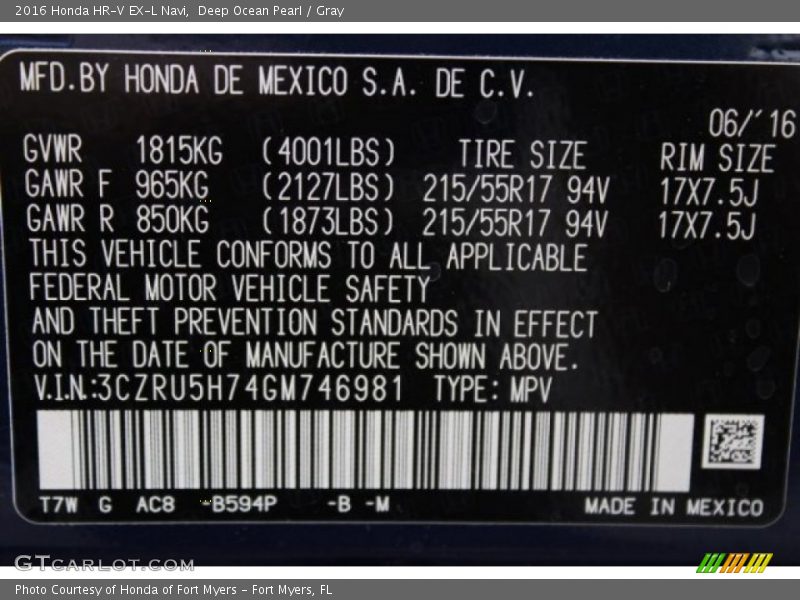 2016 Honda HR-V EX-L Navi,  Deep Ocean Pearl / Gray
MFD.BY HONDA DE MEXICO S.A. DE C.V.
06/'16
GVWR 1815KG (4001LBS) TIRE SIZE RIM SIZE
GAWR F 965KG (2127LBS) 215/55R17 94V 17X7.5J
GAWR R 850KG (1873LBS) 215/55R17 94V 17X7.5J
THIS VEHICLE CONFORMS TO ALL APPLICABLE
FEDERAL MOTOR VEHICLE SAFETY
AND THEFT PREVENTION STANDARDS IN EFFECT
ON THE DATE OF MANUFACTURE SHOWN ABOVE.
V.I.N.:3CZRU5H74GM746981 TYPE: MPV
T7W G AC8 -B594P -B -M MADE IN MEXICO
GTCARLOT.COM
Photo Courtesy of Honda of Fort Myers - Fort Myers, FL